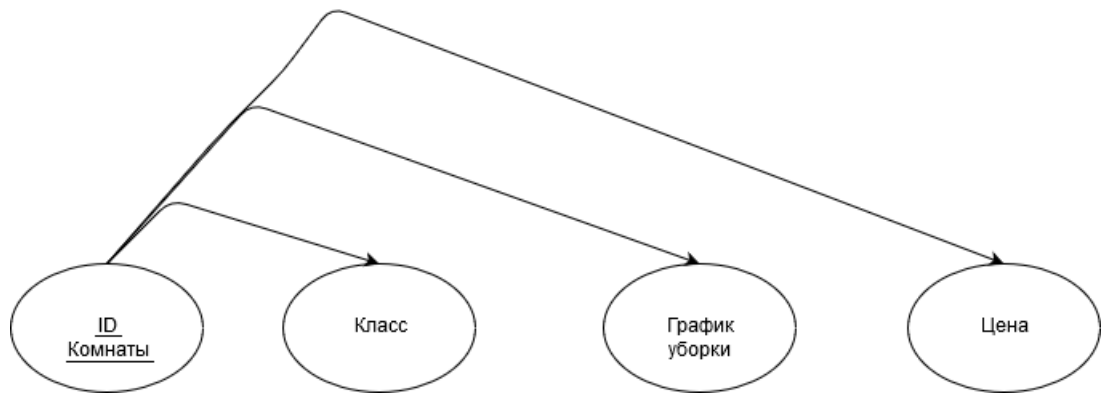 ID
Комнаты
Класс
График
уборки
Цена